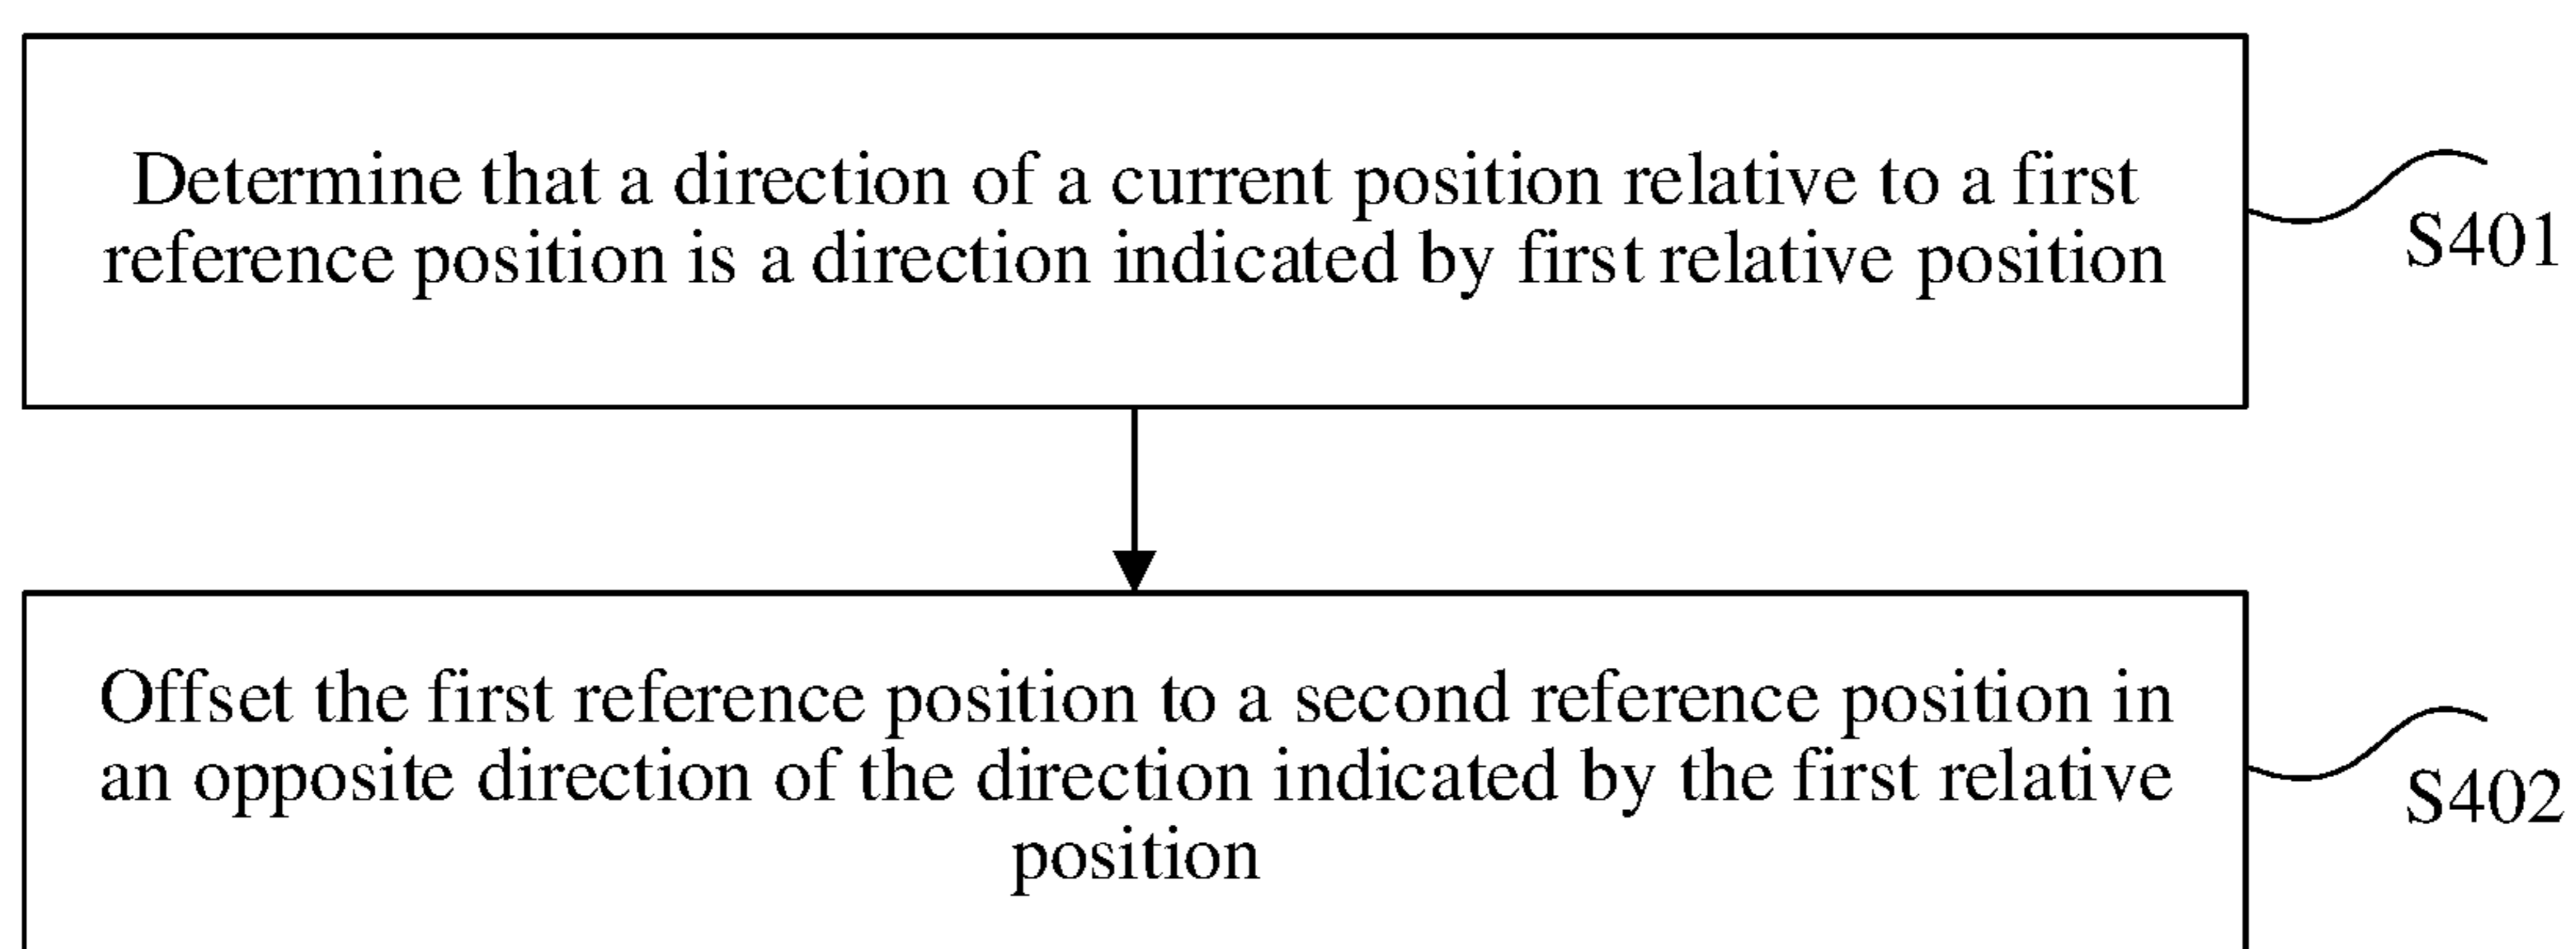 Determine that a direction of a current position relative to a first
reference position is a direction indicated by first relative position
S401
Offset the first reference position to a second reference position in
an opposite direction of the direction indicated by the first relative
position
S402